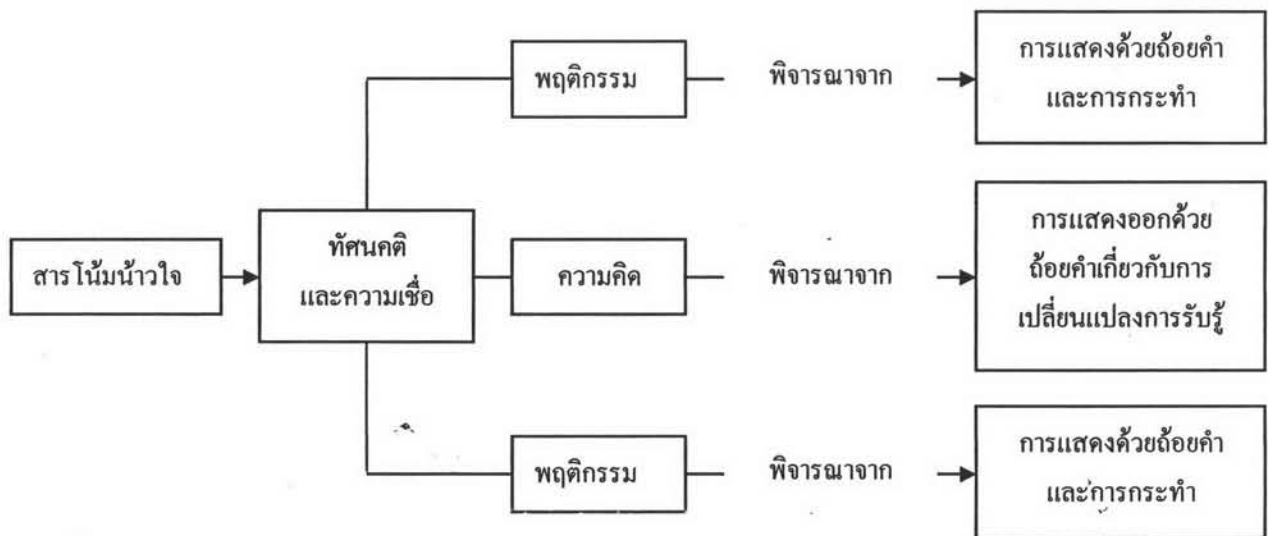 พฤติกรรม
พิจารณาจาก
การแสดงด้วยถ้อยคำ
และการกระทำ
สารโน้มน้าวใจ
ทัศนคติ
และความเชื่อ
ความคิด
พิจารณาจาก
การแสดงออกด้วย
ถ้อยคำเกี่ยวกับการ
เปลี่ยนแปลงการรับรู้
พฤติกรรม
พิจารณาจาก
การแสดงด้วยถ้อยคำ
และการกระทำ